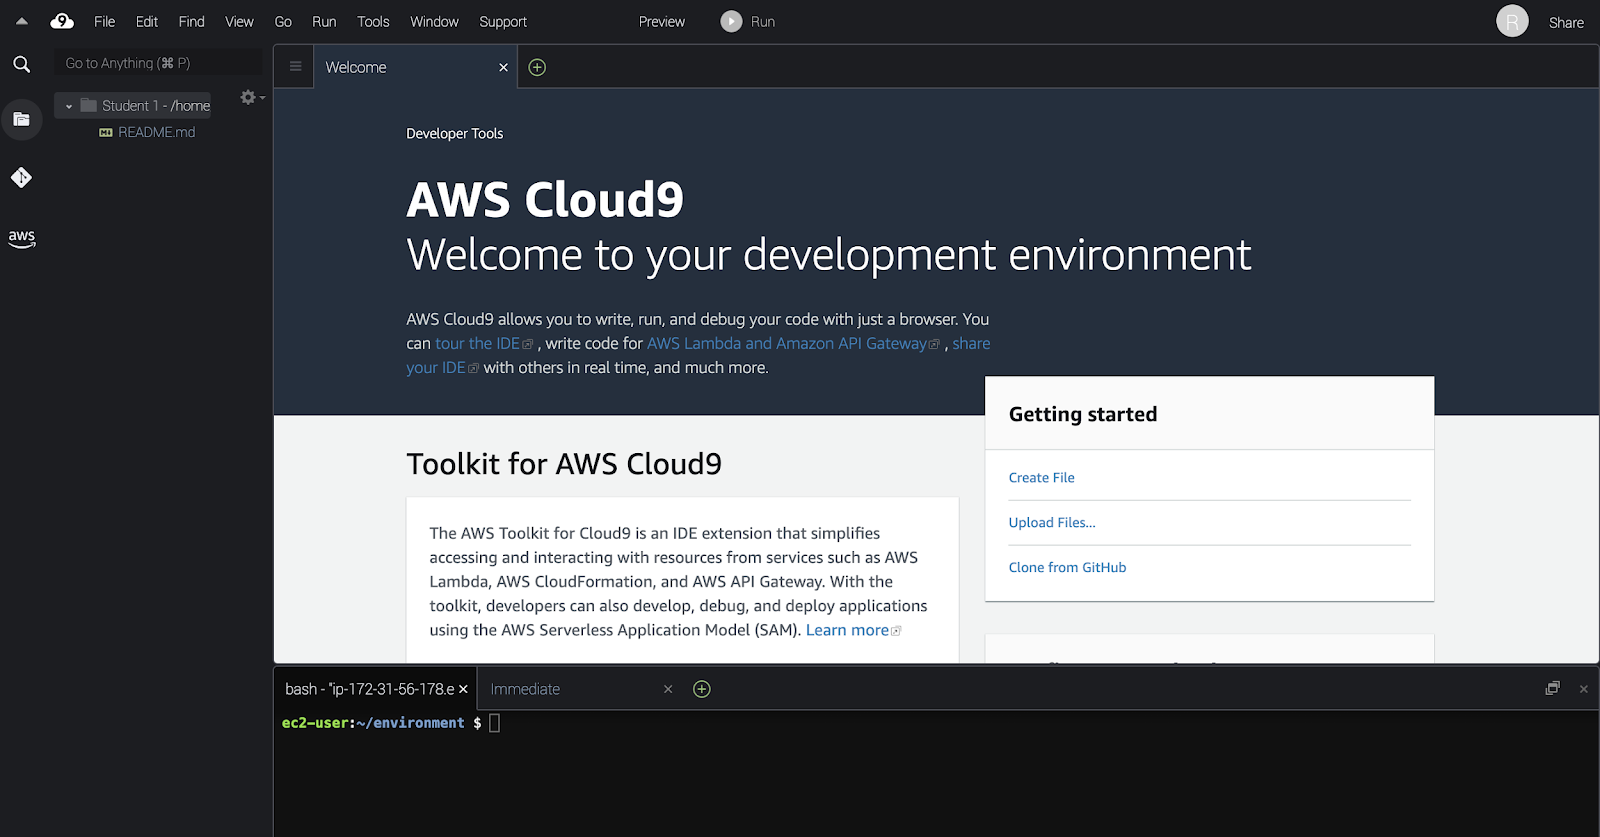 9 File Edit Find View Go Run Tools Window Support Preview Run R Share
Go to Anything (⌘ P)
Welcome
Student 1 - /home
README.md
aws
Developer Tools
AWS Cloud9
Welcome to your development environment
AWS Cloud9 allows you to write, run, and debug your code with just a browser. You
can tour the IDE , write code for AWS Lambda and Amazon API Gateway , share
your IDE with others in real time, and much more.
Getting started
Create File
Upload Files...
Clone from GitHub
Toolkit for AWS Cloud9
The AWS Toolkit for Cloud9 is an IDE extension that simplifies
accessing and interacting with resources from services such as AWS
Lambda, AWS CloudFormation, and AWS API Gateway. With the
toolkit, developers can also develop, debug, and deploy applications
using the AWS Serverless Application Model (SAM). Learn more
bash - "ip-172-31-56-178.e Immediate
ec2-user:~/environment $